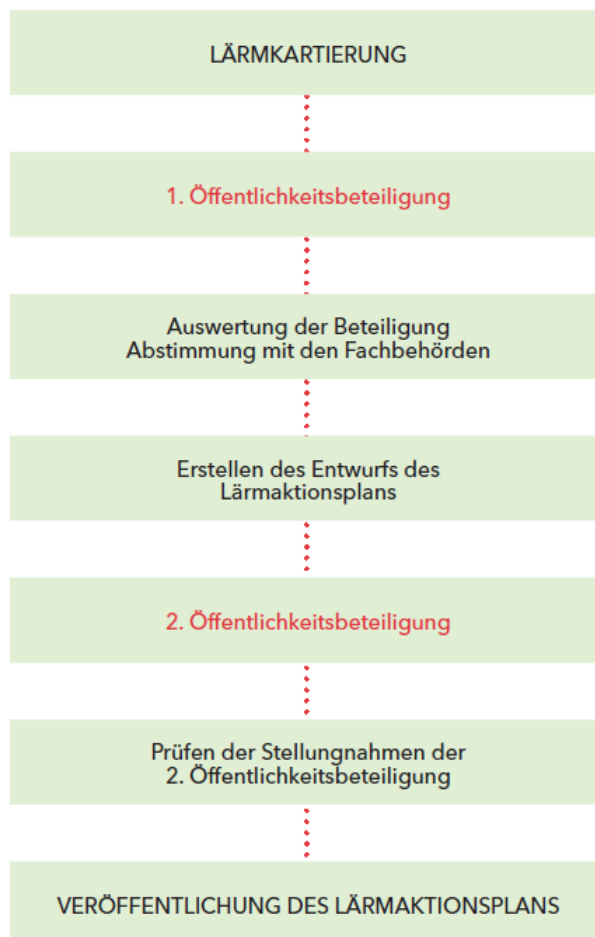 LÄRMKARTIERUNG
1. Öffentlichkeitsbeteiligung
Auswertung der Beteiligung
Abstimmung mit den Fachbehörden
Erstellen des Entwurfs des
Lärmaktionsplans
2. Öffentlichkeitsbeteiligung
Prüfen der Stellungnahmen der
2. Öffentlichkeitsbeteiligung
VERÖFFENTLICHUNG DES LÄRMAKTIONSPLANS